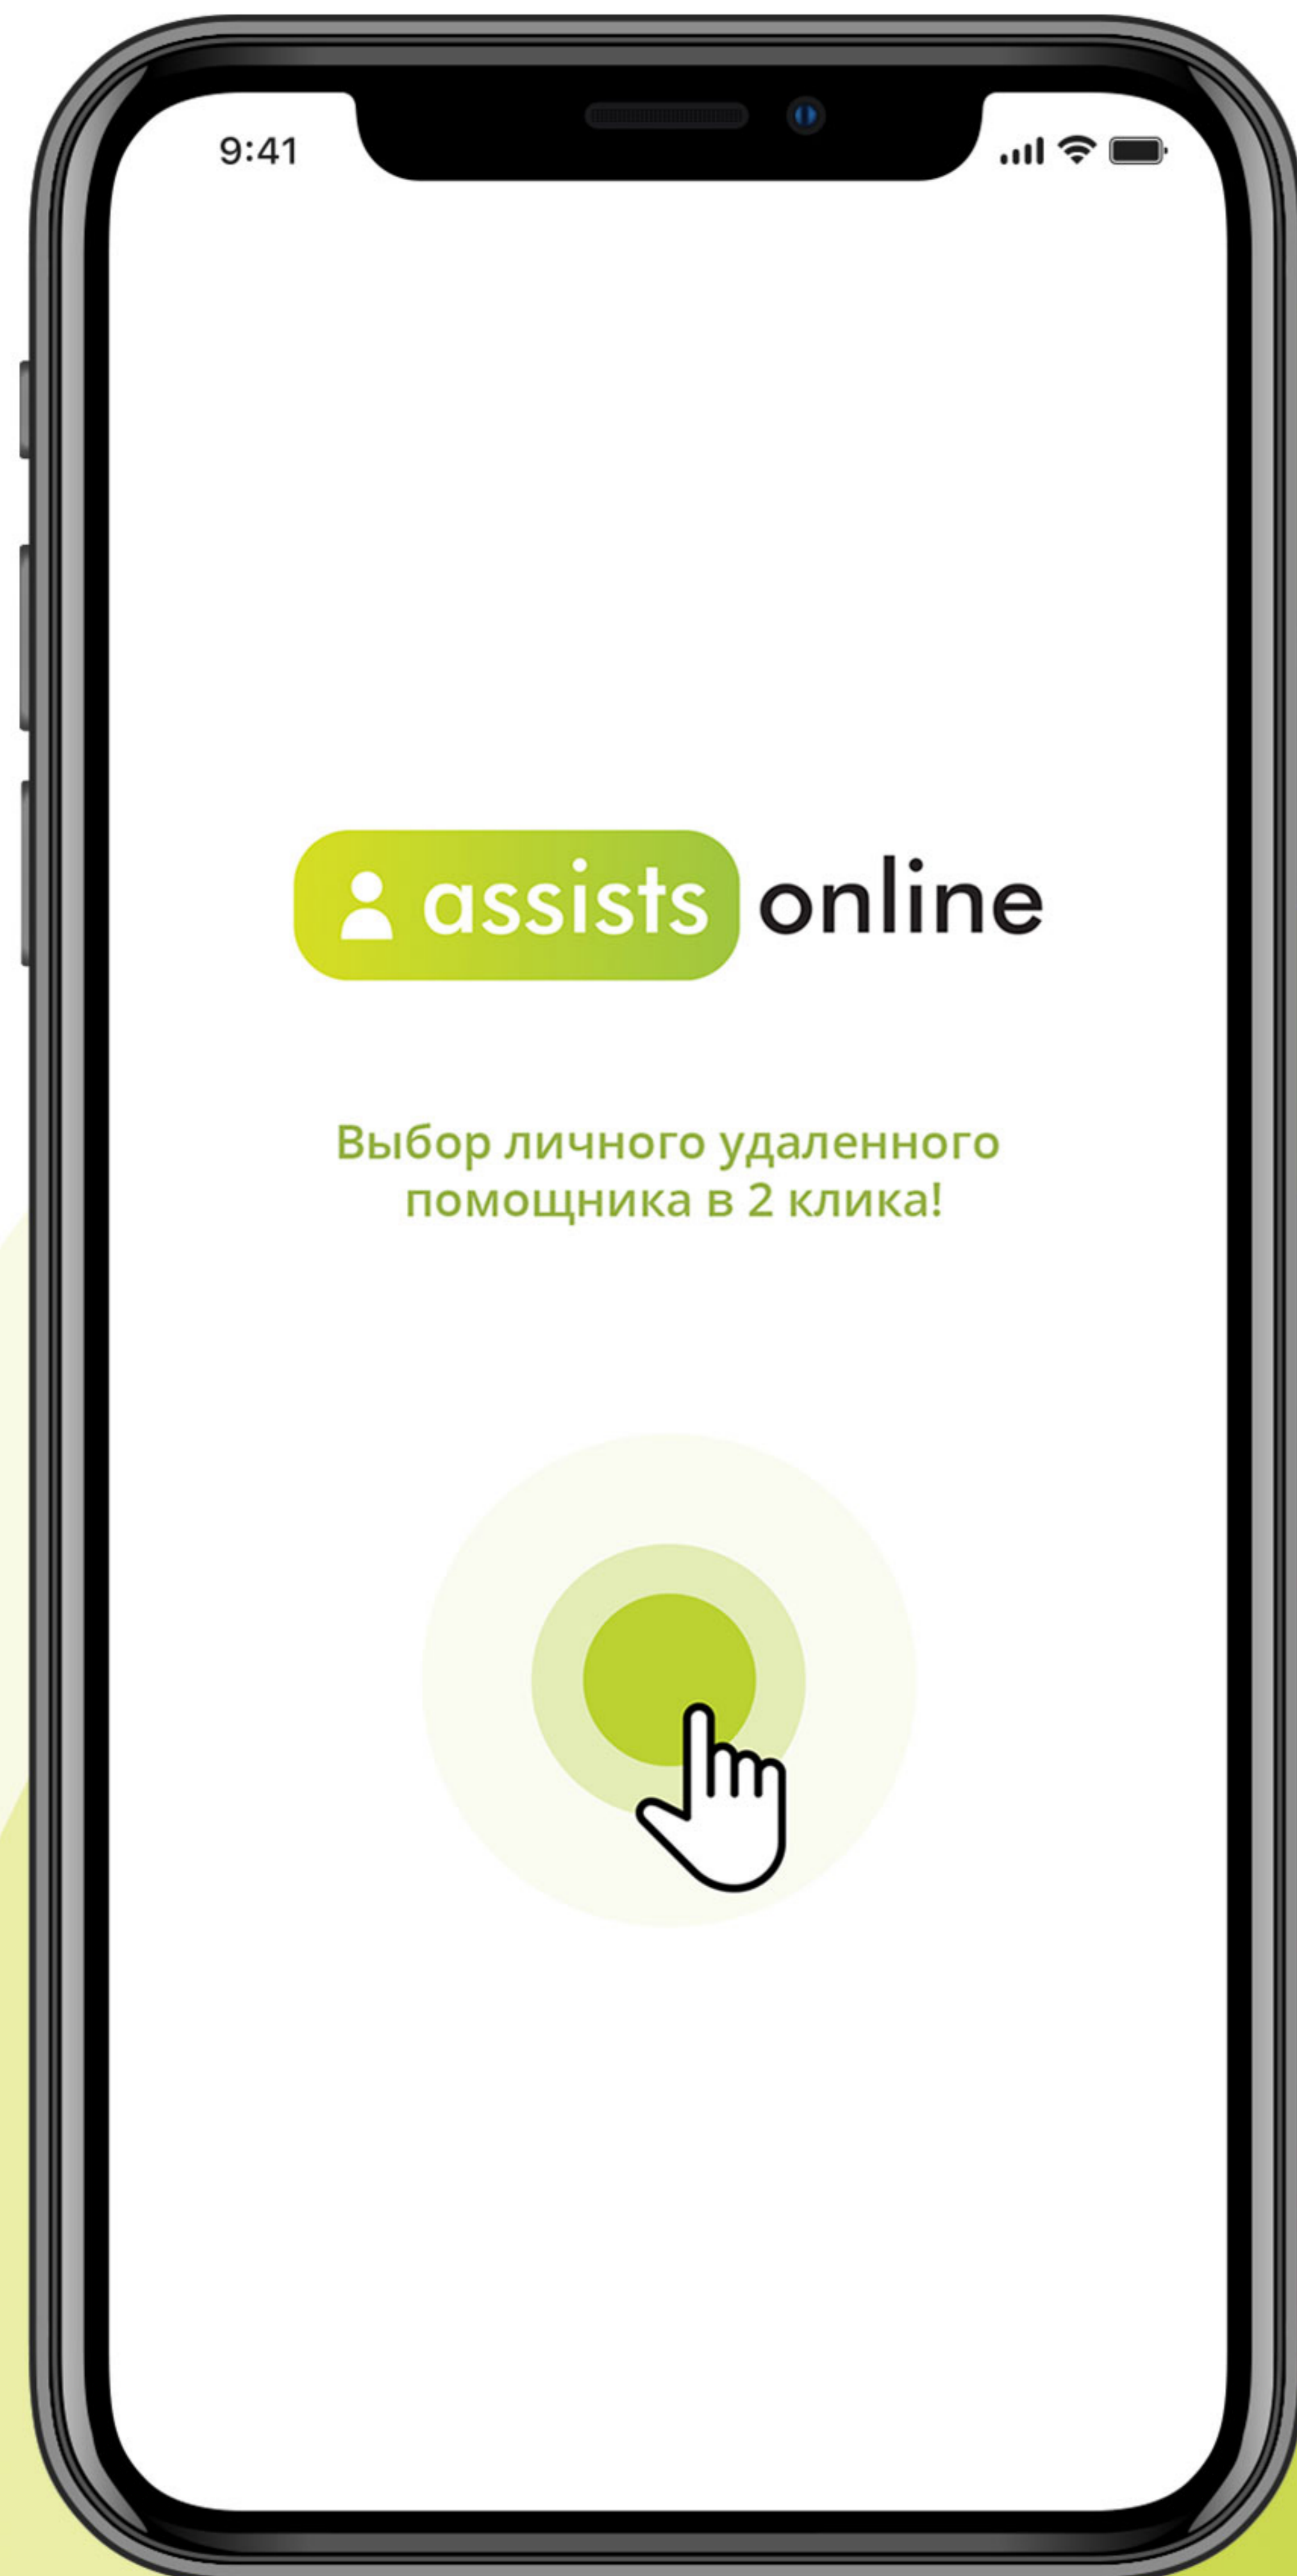 9:41
assists online
Выбор личного удаленного
помощника в 2 клика!